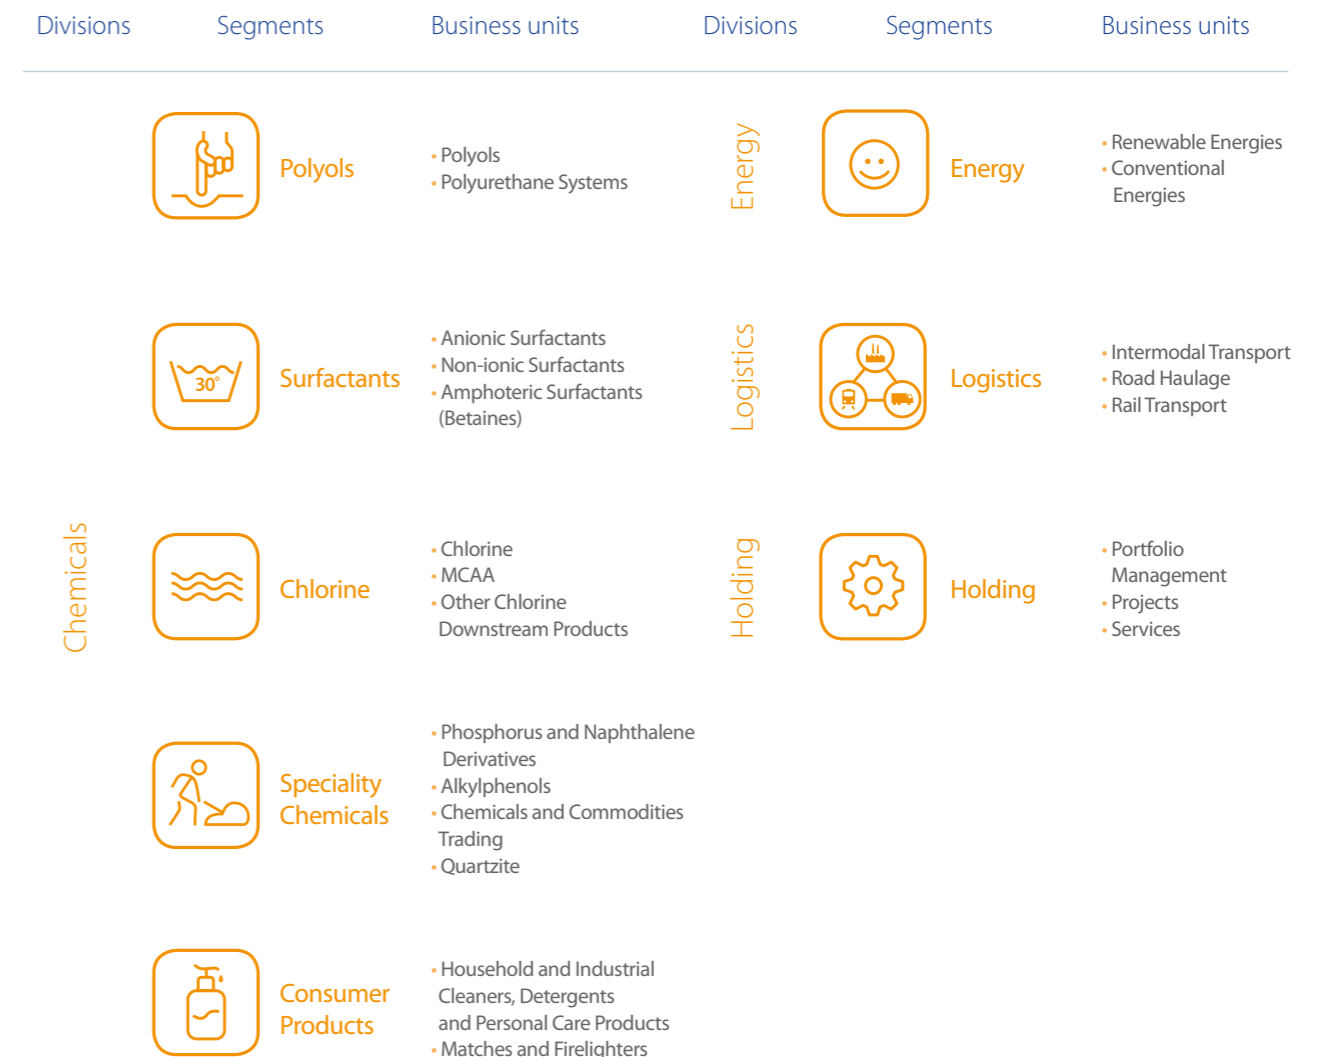 Divisions Segments Business units Divisions Segments Business units
Chemicals
Polyols
• Polyols
• Polyurethane Systems
30°
Surfactants
• Anionic Surfactants
• Non-ionic Surfactants
• Amphoteric Surfactants
(Betaines)
Chlorine
• Chlorine
• MCAA
• Other Chlorine
Downstream Products
Speciality
Chemicals
• Phosphorus and Naphthalene
Derivatives
• Alkylphenols
• Chemicals and Commodities
Trading
• Quartzite
Consumer
Products
• Household and Industrial
Cleaners, Detergents
and Personal Care Products
• Matches and Firelighters
Energy
Energy
• Renewable Energies
• Conventional
Energies
Logistics
Logistics
• Intermodal Transport
• Road Haulage
• Rail Transport
Holding
Holding
• Portfolio
Management
• Projects
• Services